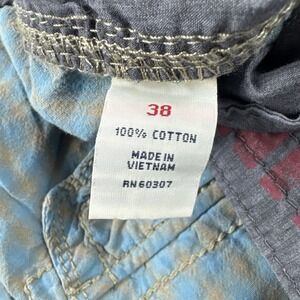 38
100% COTTON
MADE IN
VIETNAM
RN 60307